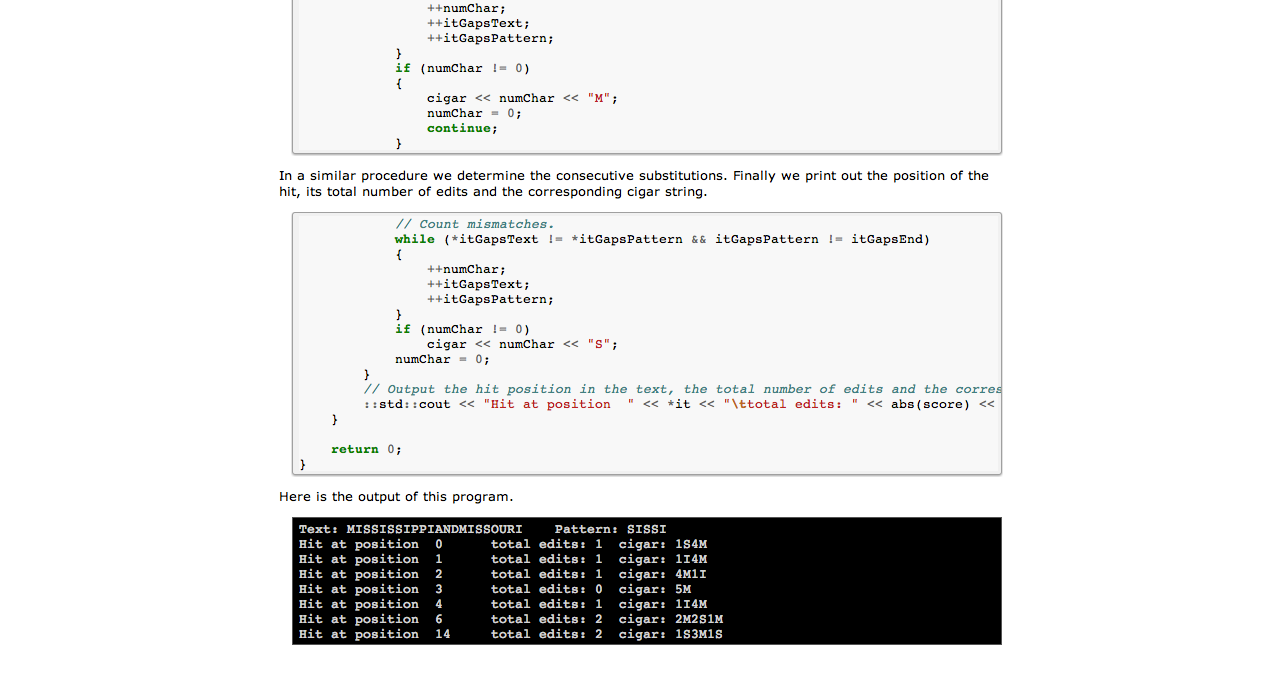 ++numChar;
++itGapsText;
++itGapsPattern;
}
if (numChar != 0)
{
cigar << numChar << "M";
numChar = 0;
continue;
}
In a similar procedure we determine the consecutive substitutions. Finally we print out the position of the
hit, its total number of edits and the corresponding cigar string.
// Count mismatches.
while (*itGapsText != *itGapsPattern && itGapsPattern != itGapsEnd)
{
++numChar;
++itGapsText;
++itGapsPattern;
}
if (numChar != 0)
cigar << numChar << "S";
numChar = 0;
}
// Output the hit position in the text, the total number of edits and the corres
::std::cout << "Hit at position  " << *it << "\ttotal edits: " << abs(score) <<
}
return 0;
}
Here is the output of this program.
Text: MISSISSIPPIANDMISSOURI    Pattern: SISSI
Hit at position  0      total edits: 1  cigar: 1S4M
Hit at position  1      total edits: 1  cigar: 1I4M
Hit at position  2      total edits: 1  cigar: 4M1I
Hit at position  3      total edits: 0  cigar: 5M
Hit at position  4      total edits: 1  cigar: 1I4M
Hit at position  6      total edits: 2  cigar: 2M2S1M
Hit at position  14     total edits: 2  cigar: 1S3M1S